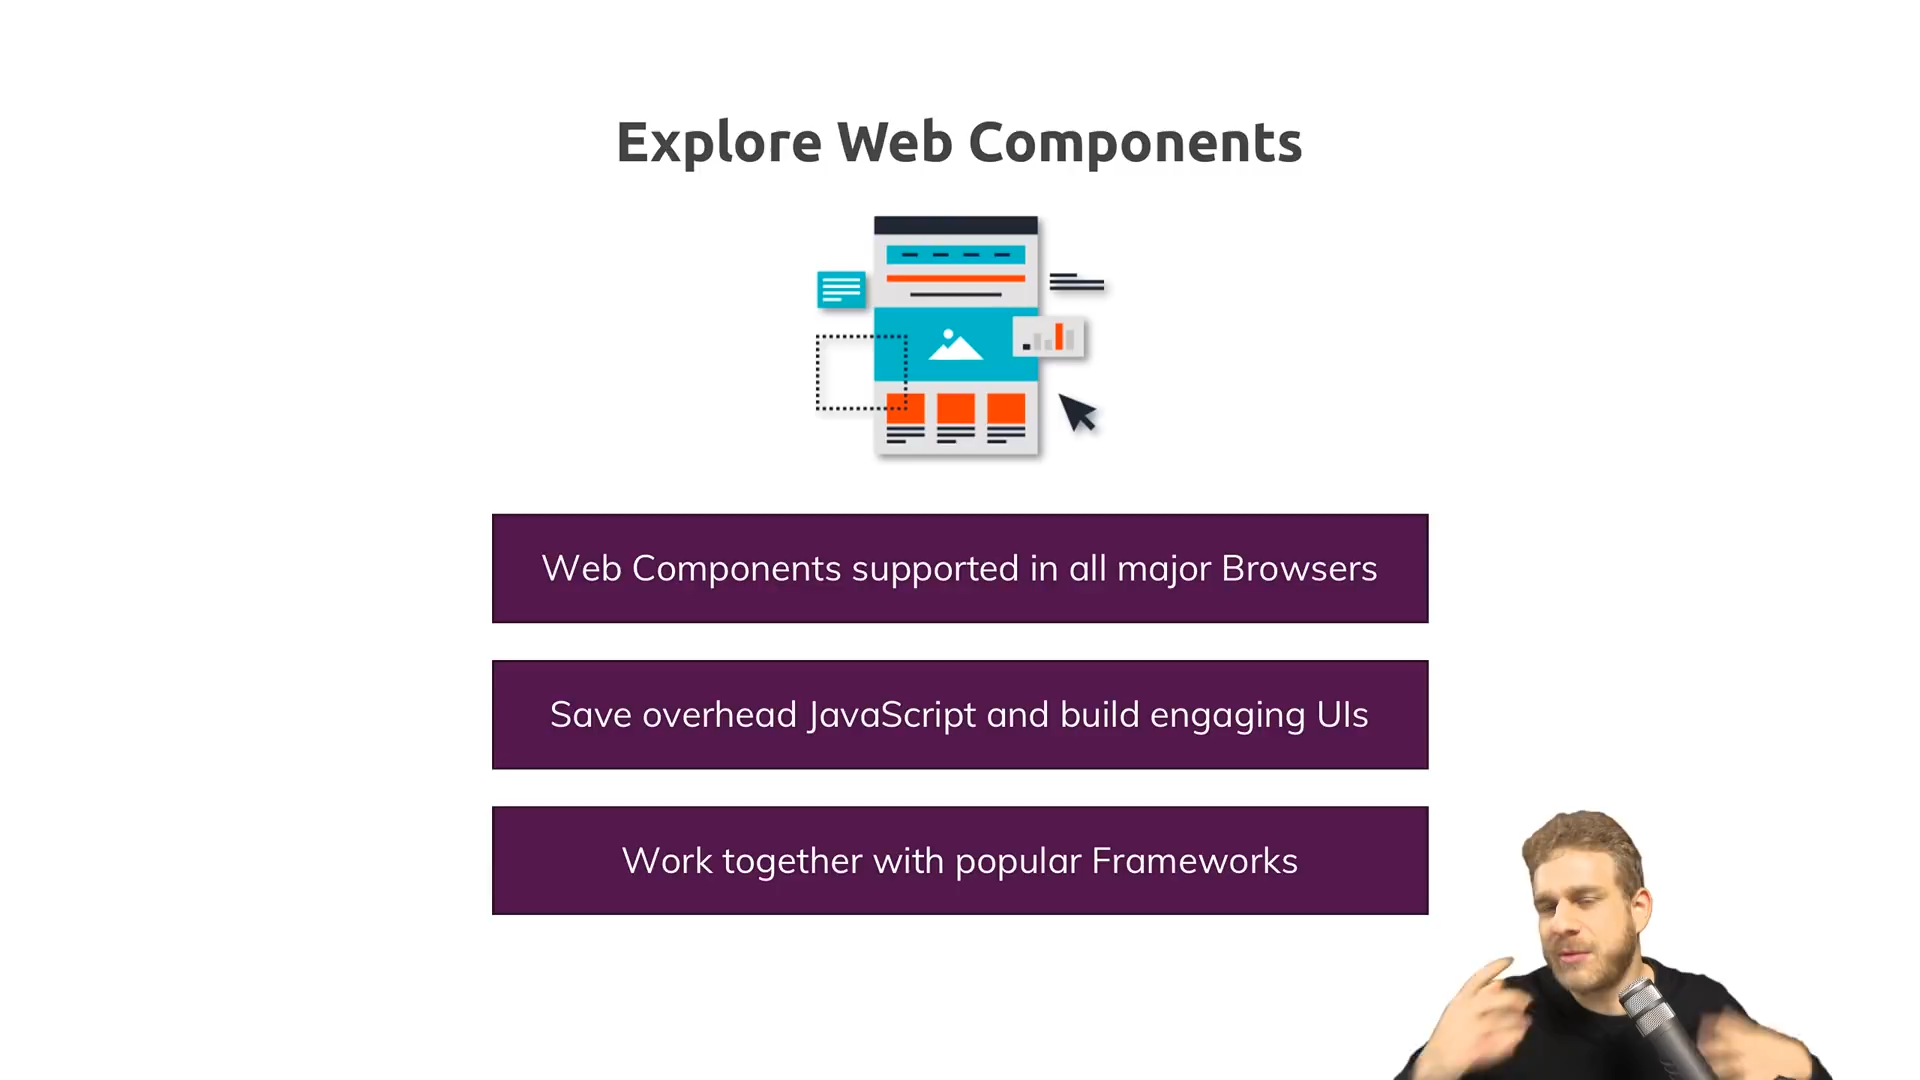 Explore Web Components
Web Components supported in all major Browsers
Save overhead JavaScript and build engaging UIs
Work together with popular Frameworks